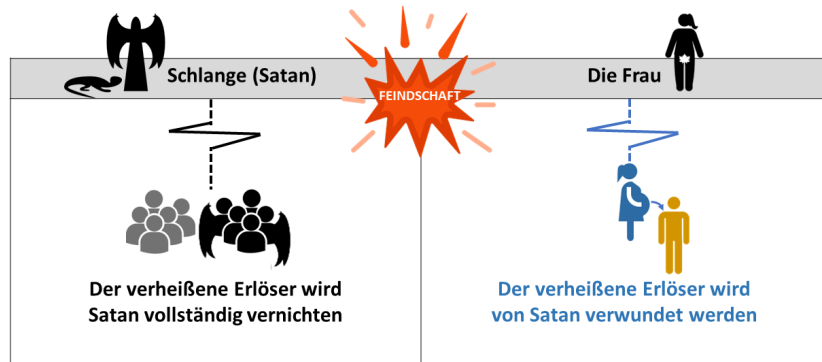 Schlange (Satan)
FEINDSCHAFT
Die Frau
Der verheißene Erlöser wird
Satan vollständig vernichten
Der verheißene Erlöser wird
von Satan verwundet werden